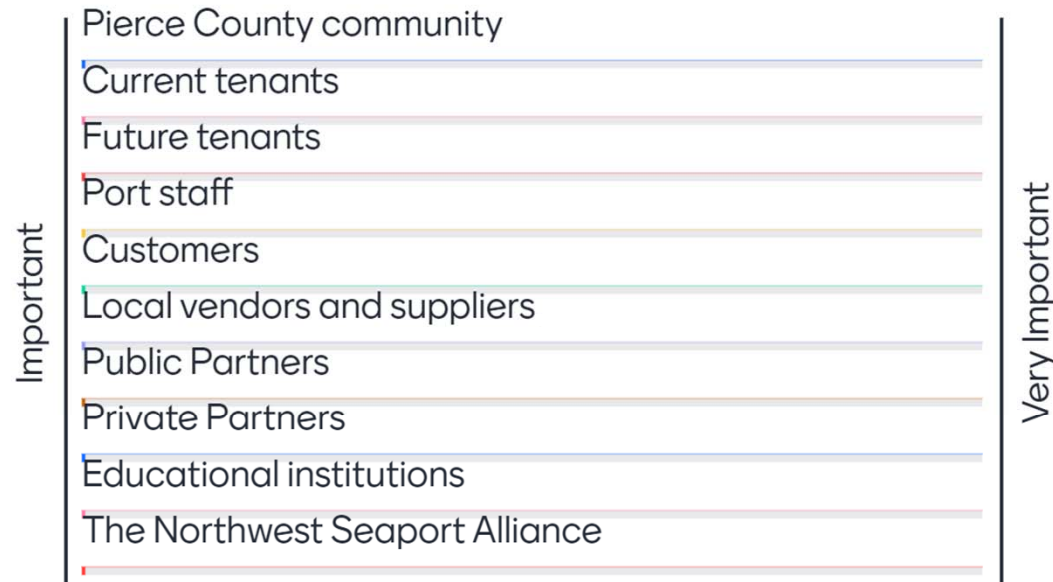 Important
Pierce County community
Current tenants
Future tenants
Port staff
Customers
Local vendors and suppliers
Public Partners
Private Partners
Educational institutions
The Northwest Seaport Alliance
Very Important